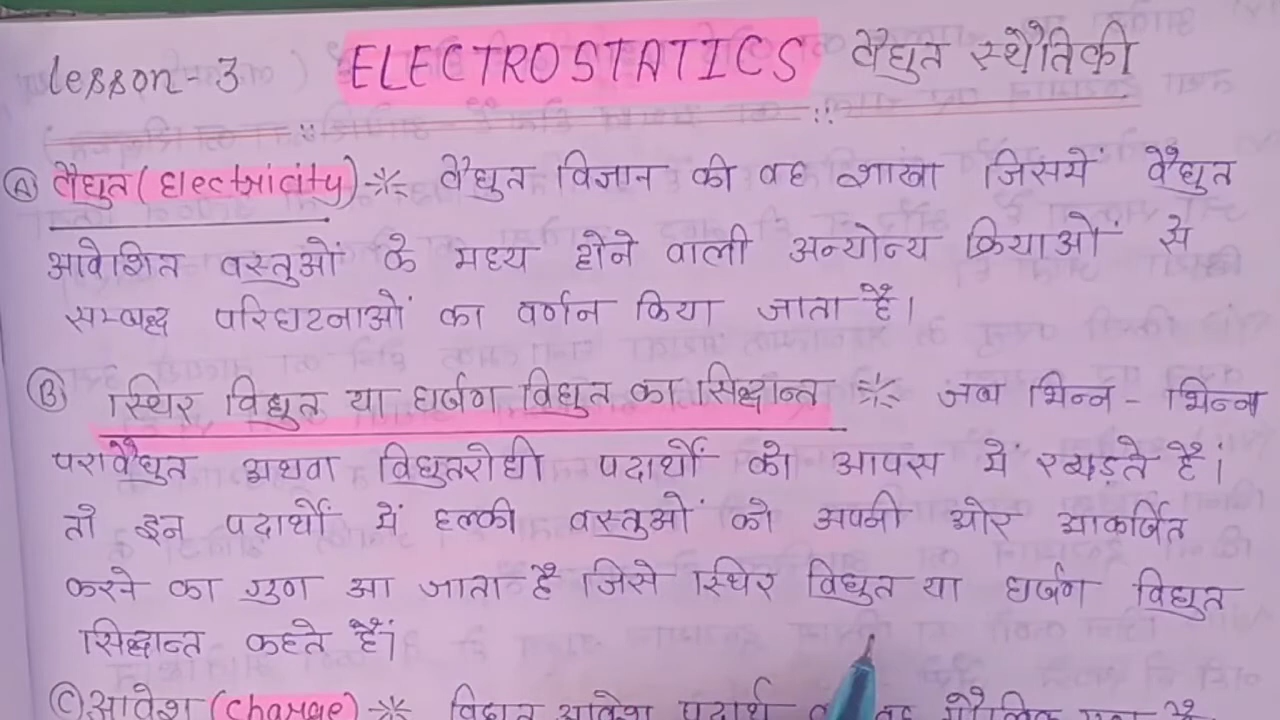 Lesson - 3 ELECTROSTATICS वैद्युत स्थैतिकी
Ⓐ वैद्युत (Electricity) ÷ वैद्युत विज्ञान की वह शाखा जिसमें वैद्युत
आवेशित वस्तुओं के मध्य होने वाली अन्योन्य क्रियाओं से
सम्बद्ध परिघटनाओं का वर्णन किया जाता है।
Ⓑ स्थिर विद्युत या घर्षण विद्युत का सिद्धान्त ÷ जब भिन्न - भिन्न
परावैद्युत अथवा विद्युतरोधी पदार्थों को आपस में रगड़ते है।
तो इन पदार्थों में हल्की वस्तुओं को अपनी ओर आकर्षित
करने का गुण आ जाता है जिसे स्थिर विद्युत या घर्षण विद्युत
सिद्धान्त कहते हैं।
Ⓒ आवेश (Charge) ÷ विद्युत आवेश पदार्थ का वह मौलिक गुण है